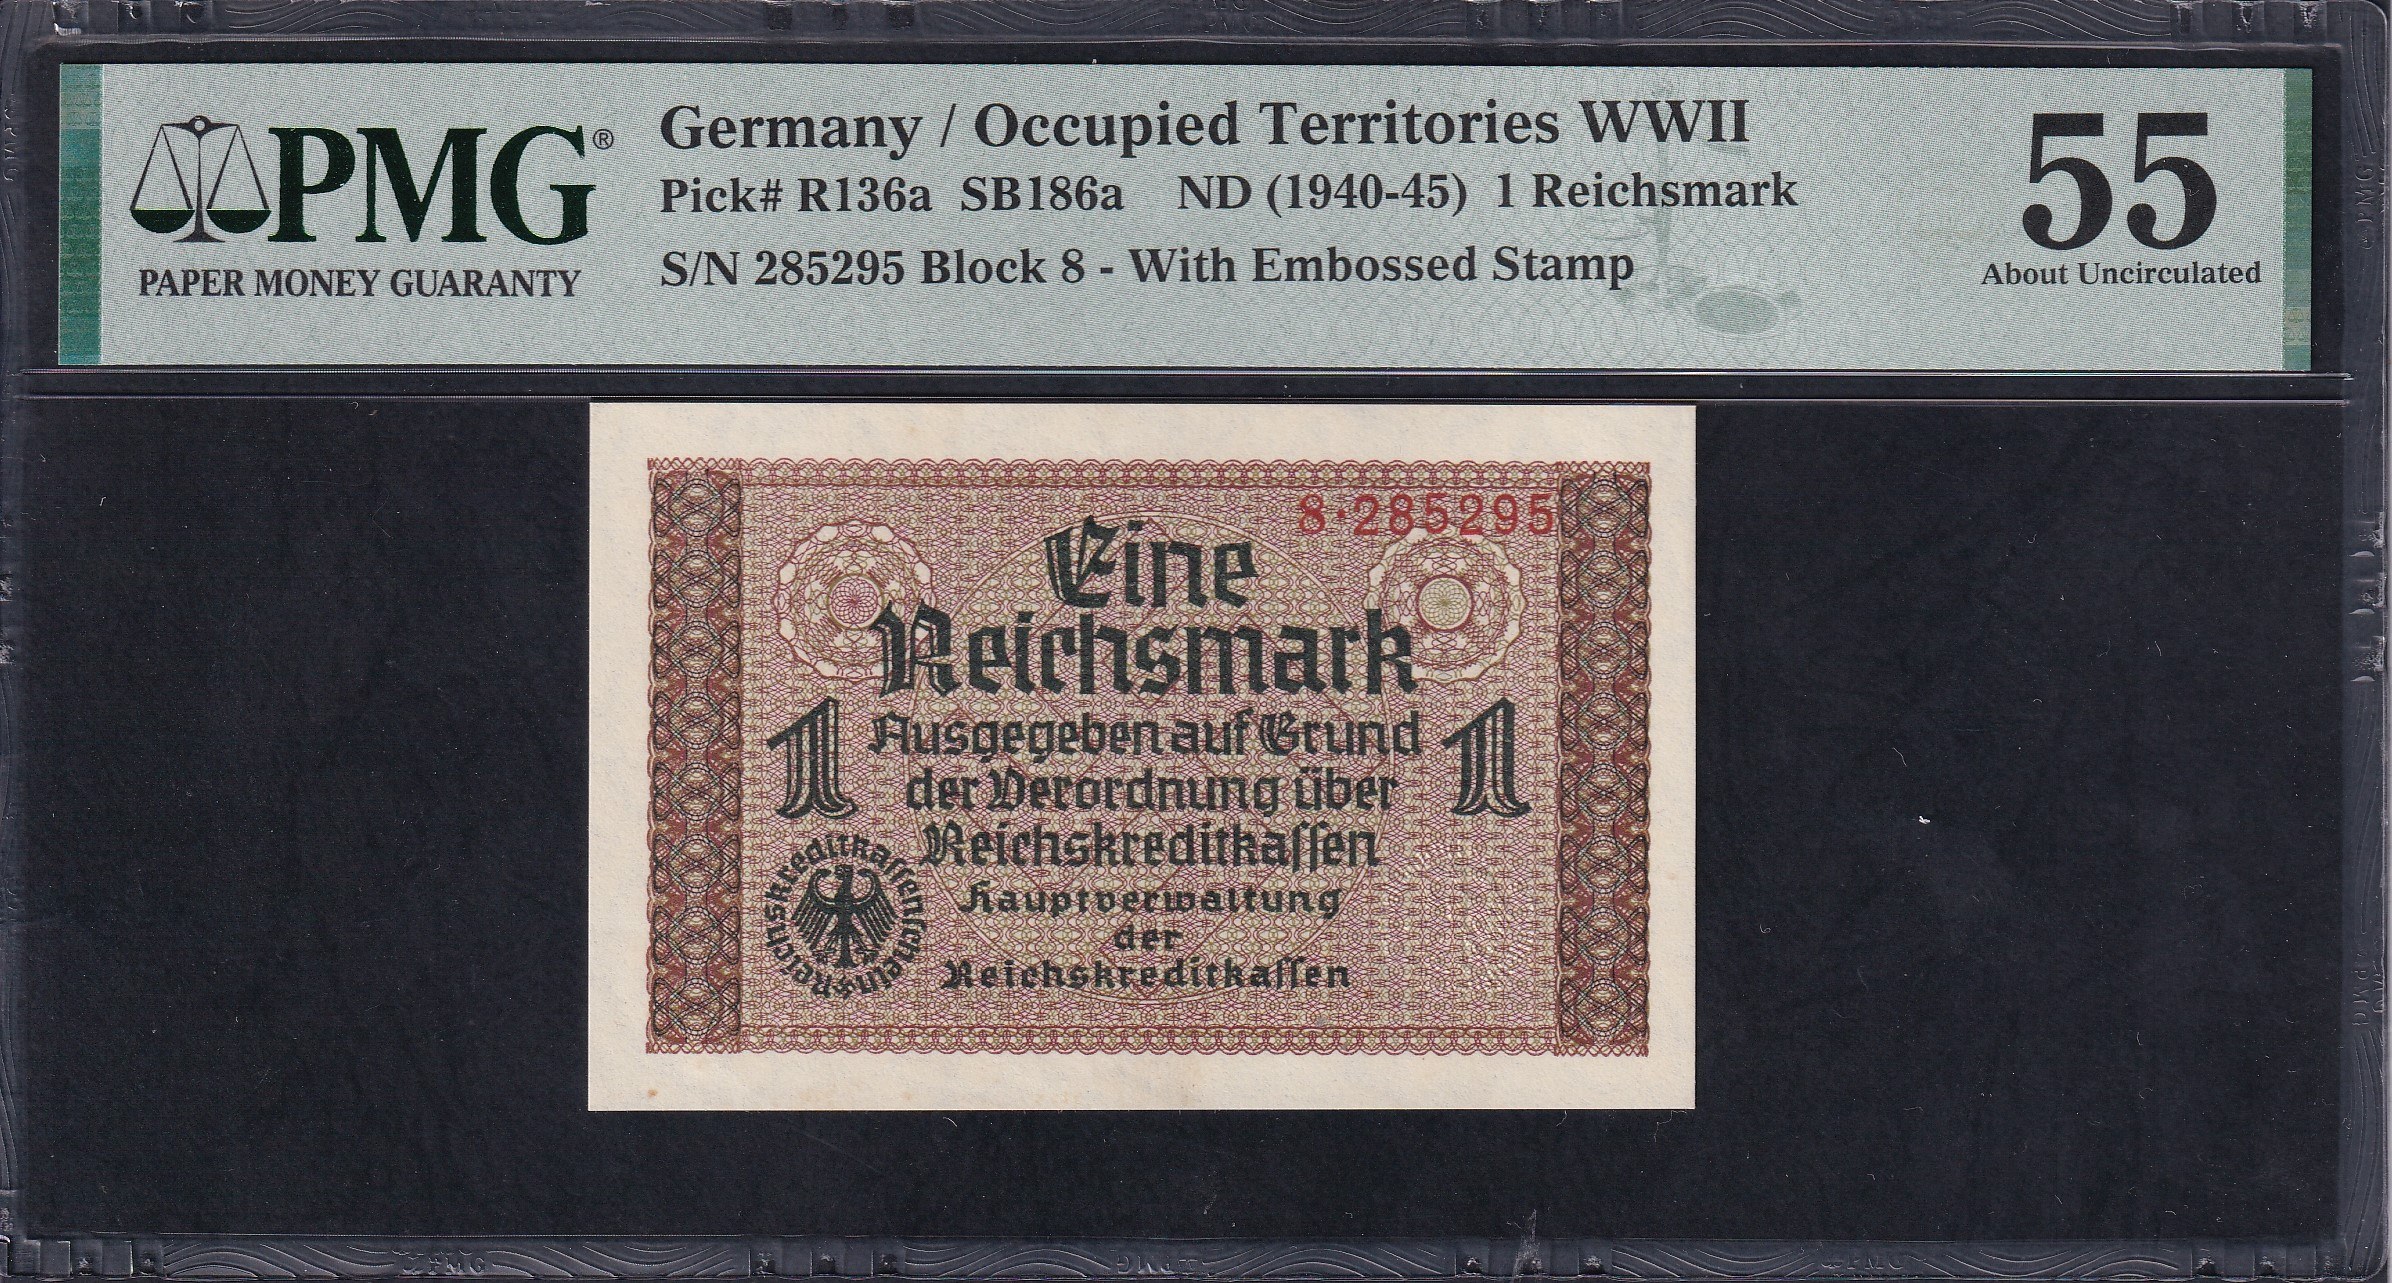 PMG®
PAPER MONEY GUARANTY
Germany / Occupied Territories WWII
Pick# R136a SB186a ND (1940-45) 1 Reichsmark
S/N 285295 Block 8 - With Embossed Stamp
55
About Uncirculated
8·285295
Eine
Reichsmark
1 Ausgegeben auf Grund 1
der Verordnung über
Reichskreditkaſſen
Hauptverwaltung
der
Reichskreditkaſſen
Reichskreditkaſſenſchein